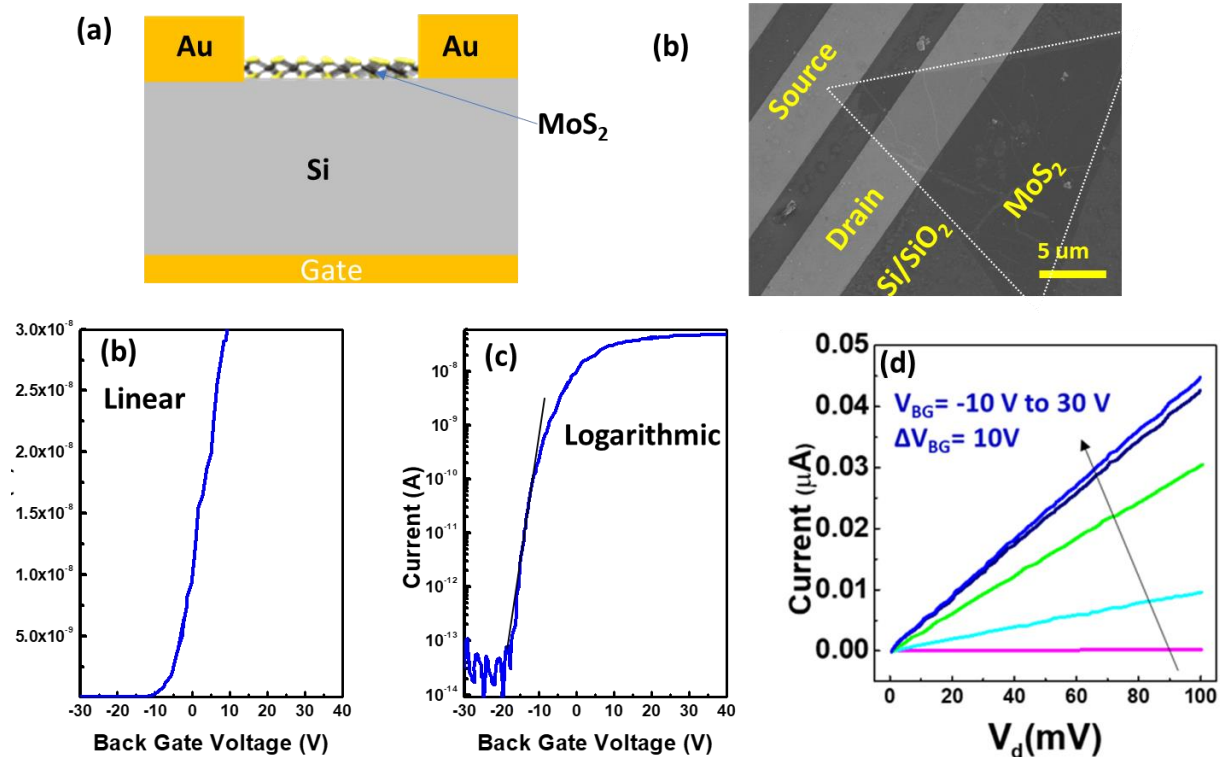 (a)
Au
Au
MoS₂
Si
Gate
(b)
Source
Drain
Si/SiO₂
MoS₂
5 um
(b)
Linear
3.0x10⁻⁸
2.5x10⁻⁸
2.0x10⁻⁸
1.5x10⁻⁸
1.0x10⁻⁸
5.0x10⁻⁹
-30 -20 -10 0 10 20 30 40
Back Gate Voltage (V)
(c)
Logarithmic
Current (A)
10⁻⁸
10⁻⁹
10⁻¹⁰
10⁻¹¹
10⁻¹²
10⁻¹³
10⁻¹⁴
-30 -20 -10 0 10 20 30 40
Back Gate Voltage (V)
(d)
V_BG= -10 V to 30 V
ΔV_BG= 10V
Current (μA)
0.05
0.04
0.03
0.02
0.01
0.00
0 20 40 60 80 100
V_d(mV)